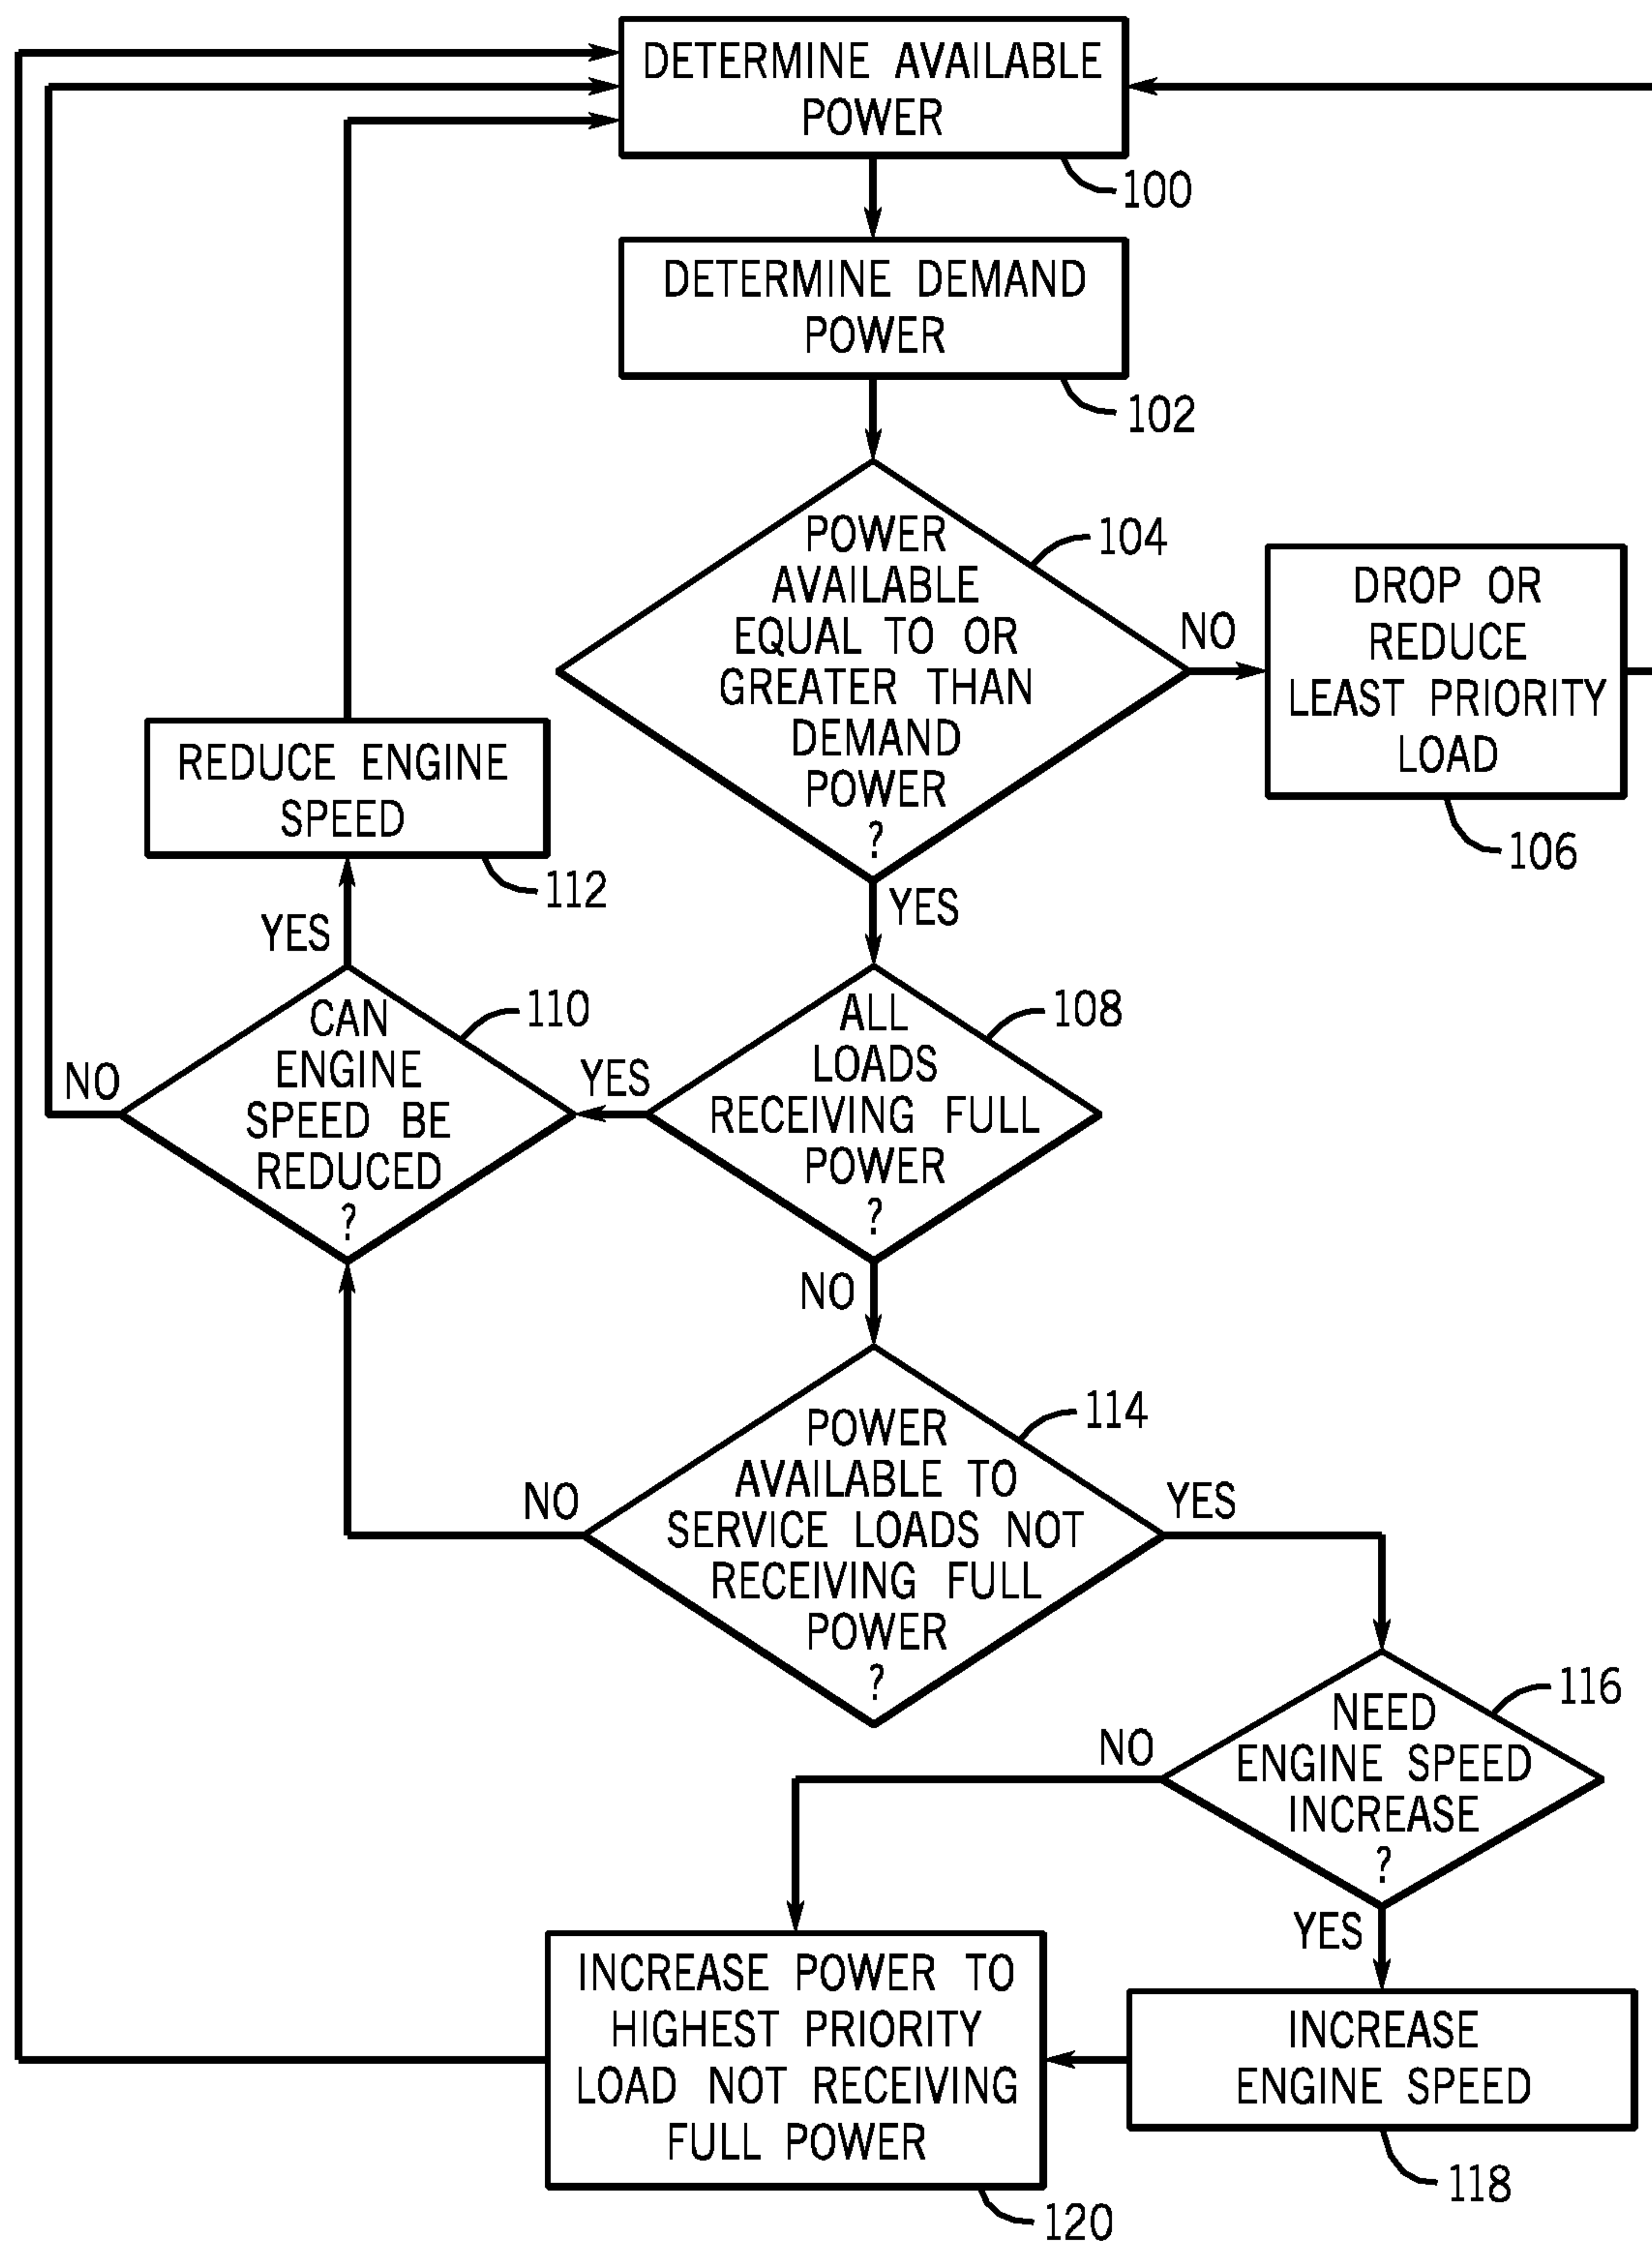 DETERMINE AVAILABLE
POWER
100
DETERMINE DEMAND
POWER
102
POWER
AVAILABLE
EQUAL TO OR
GREATER THAN
DEMAND
POWER
?
104
NO
DROP OR
REDUCE
LEAST PRIORITY
LOAD
106
YES
REDUCE ENGINE
SPEED
112
YES
CAN
ENGINE
SPEED BE
REDUCED
?
110
NO
YES
ALL
LOADS
RECEIVING FULL
POWER
?
108
NO
POWER
AVAILABLE TO
SERVICE LOADS NOT
RECEIVING FULL
POWER
?
114
NO
YES
NEED
ENGINE SPEED
INCREASE
?
116
NO
YES
INCREASE POWER TO
HIGHEST PRIORITY
LOAD NOT RECEIVING
FULL POWER
120
INCREASE
ENGINE SPEED
118